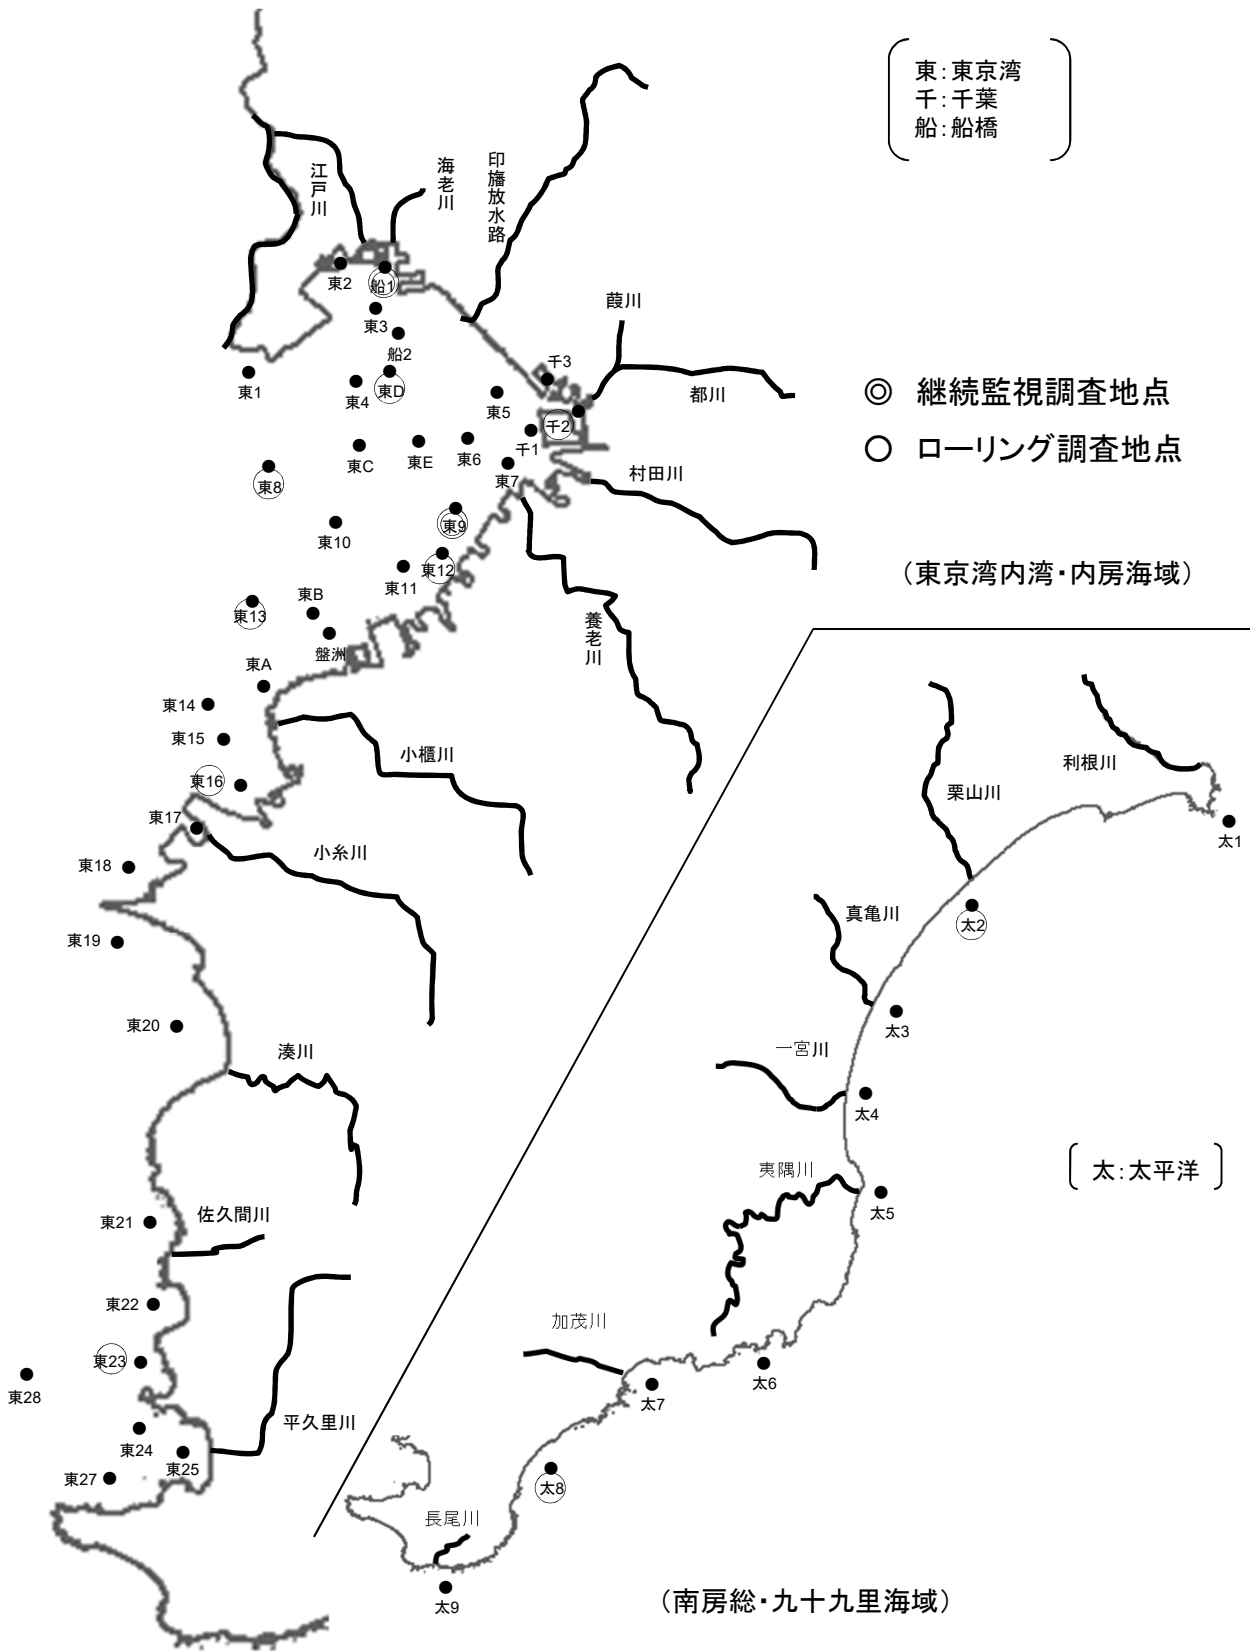 東：東京湾
千：千葉
船：船橋
江戸川
海老川
印旛放水路
東2
船1
東3
船2
葭川
千3
東1
東4
東D
東5
都川
◎ 継続監視調査地点
千2
千1
東C
東E
東6
○ ローリング調査地点
東7
村田川
東8
東9
東10
東12
東11
（東京湾内湾・内房海域）
東B
東13
盤洲
養老川
東A
東14
東15
小櫃川
東16
利根川
栗山川
東17
太1
小糸川
東18
真亀川
太2
東19
太3
東20
湊川
一宮川
太4
太：太平洋
夷隅川
太5
佐久間川
東21
東22
加茂川
東23
太6
東28
太7
平久里川
東24
東25
東27
太8
長尾川
太9
（南房総・九十九里海域）